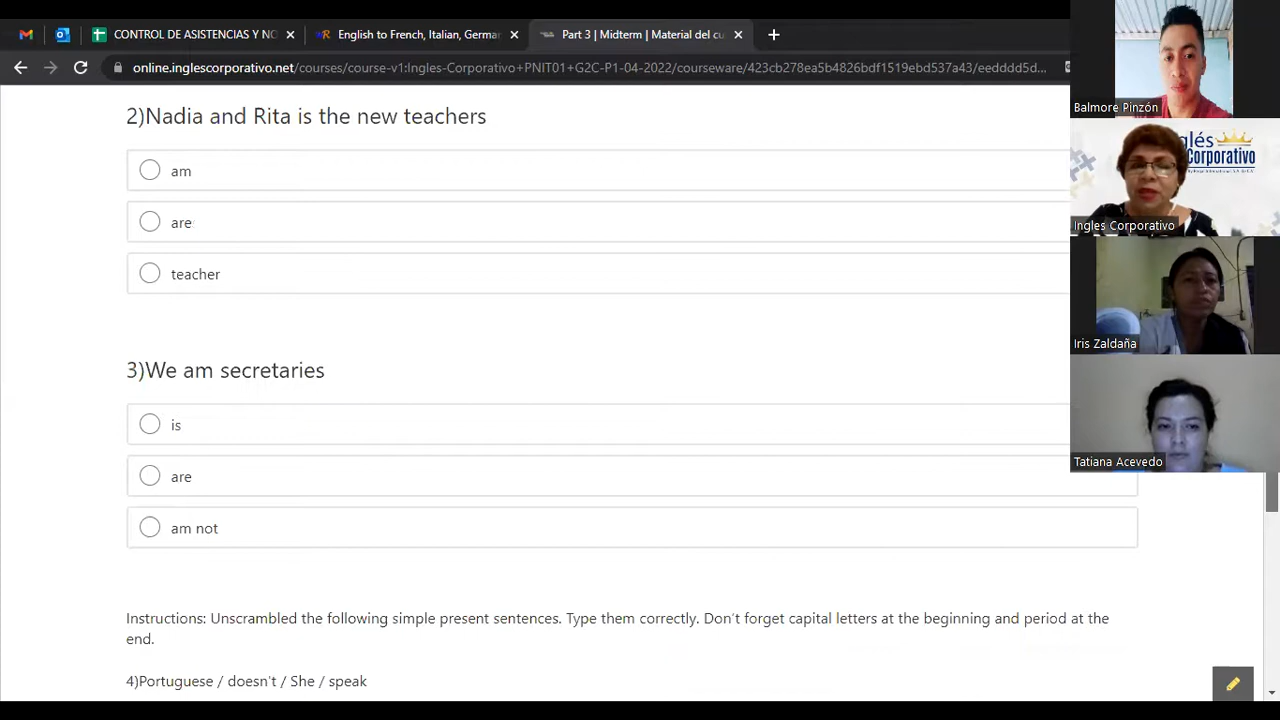 CONTROL DE ASISTENCIAS Y NO
English to French, Italian, German
Part 3 | Midterm | Material del cu
online.inglescorporativo.net/courses/course-v1:Ingles-Corporativo+PNIT01+G2C-P1-04-2022/courseware/423cb278ea5b4826bdf1519ebd537a43/eedddd5d...
Balmore Pinzón
glés
Corporativo
Ingles Corporativo
Iris Zaldaña
Tatiana Acevedo
2)Nadia and Rita is the new teachers
am
are
teacher
3)We am secretaries
is
are
am not
Instructions: Unscrambled the following simple present sentences. Type them correctly. Don't forget capital letters at the beginning and period at the
end.
4)Portuguese / doesn't / She / speak